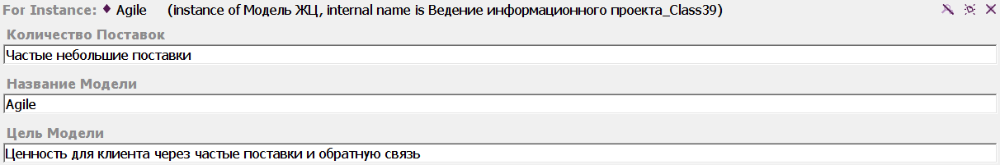 For Instance: Agile (instance of Модель ЖЦ, internal name is Ведение информационного проекта_Class39)
Количество Поставок
Частые небольшие поставки
Название Модели
Agile
Цель Модели
Ценность для клиента через частые поставки и обратную связь